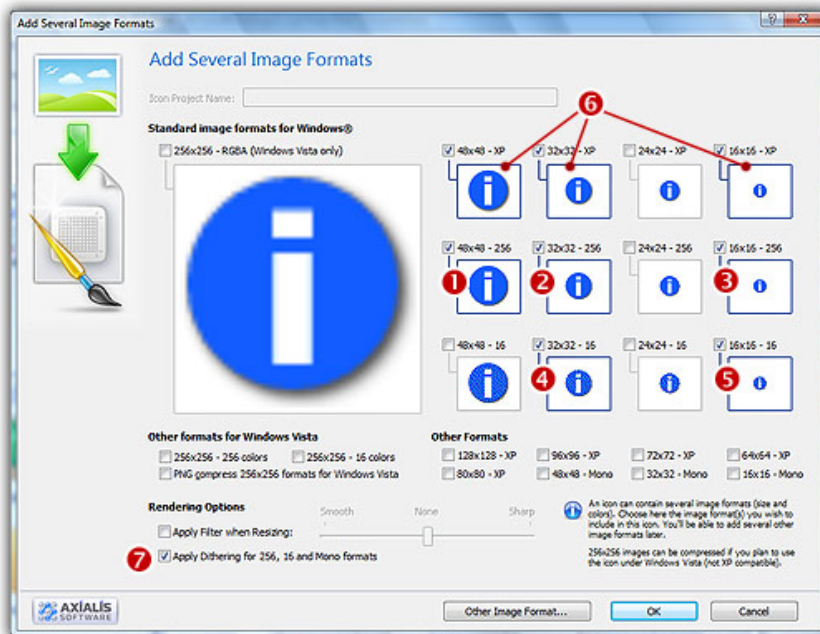 Add Several Image Formats
Add Several Image Formats
Icon Project Name:
Standard image formats for Windows®
256x256 - RGBA (Windows Vista only)
48x48 - XP
32x32 - XP
24x24 - XP
16x16 - XP
6
48x48 - 256
32x32 - 256
24x24 - 256
16x16 - 256
1
2
3
48x48 - 16
32x32 - 16
24x24 - 16
16x16 - 16
4
5
Other formats for Windows Vista
256x256 - 256 colors
256x256 - 16 colors
PNG compress 256x256 formats for Windows Vista
Other Formats
128x128 - XP
96x96 - XP
72x72 - XP
64x64 - XP
80x80 - XP
48x48 - Mono
32x32 - Mono
16x16 - Mono
Rendering Options
Smooth
None
Sharp
Apply Filter when Resizing:
7
Apply Dithering for 256, 16 and Mono formats
An icon can contain several image formats (size and
colors). Choose here the image format(s) you wish to
include in this icon. You'll be able to add several other
image formats later.
256x256 images can be compressed if you plan to use
the icon under Windows Vista (not XP compatible).
AXIALIS
SOFTWARE
Other Image Format...
OK
Cancel